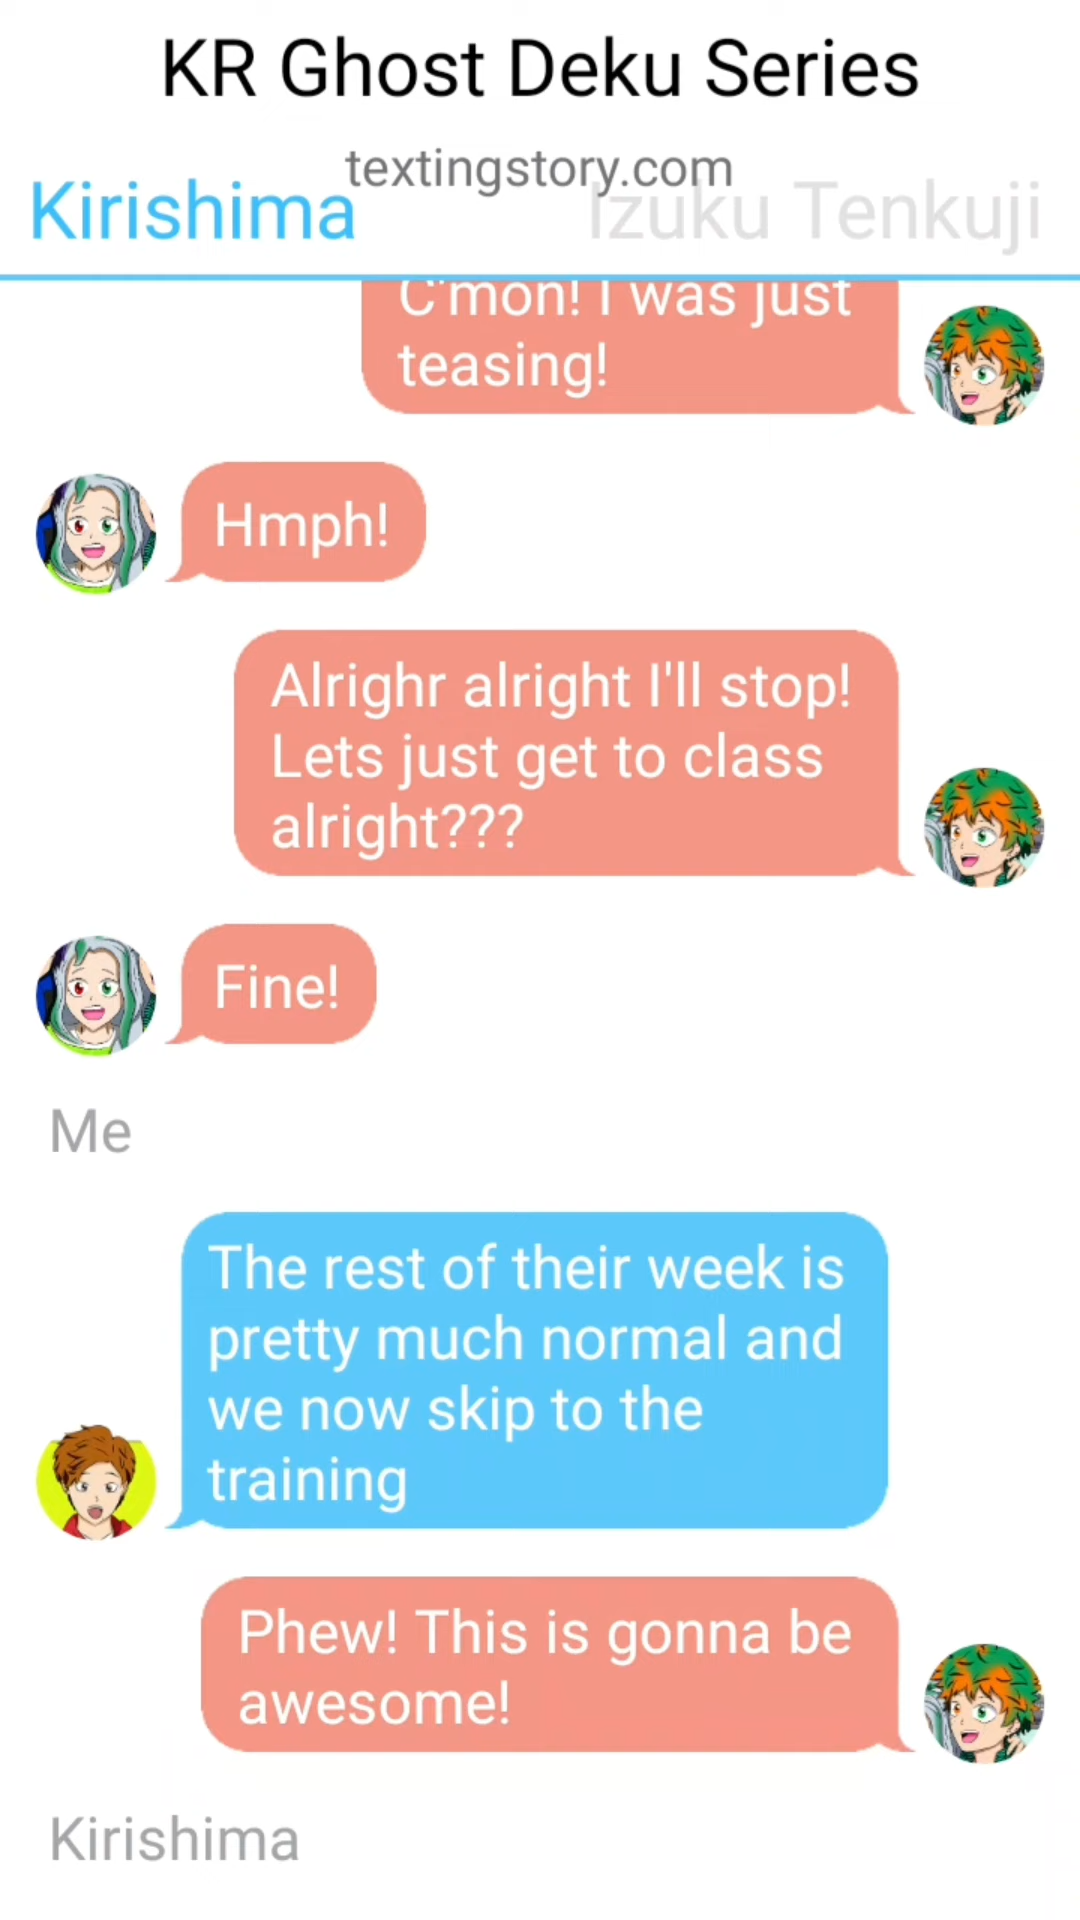 KR Ghost Deku Series
textingstory.com
Kirishima
Izuku Tenkuji
C'mon! I was just
teasing!
Hmph!
Alrighr alright I'll stop!
Lets just get to class
alright???
Fine!
Me
The rest of their week is
pretty much normal and
we now skip to the
training
Phew! This is gonna be
awesome!
Kirishima